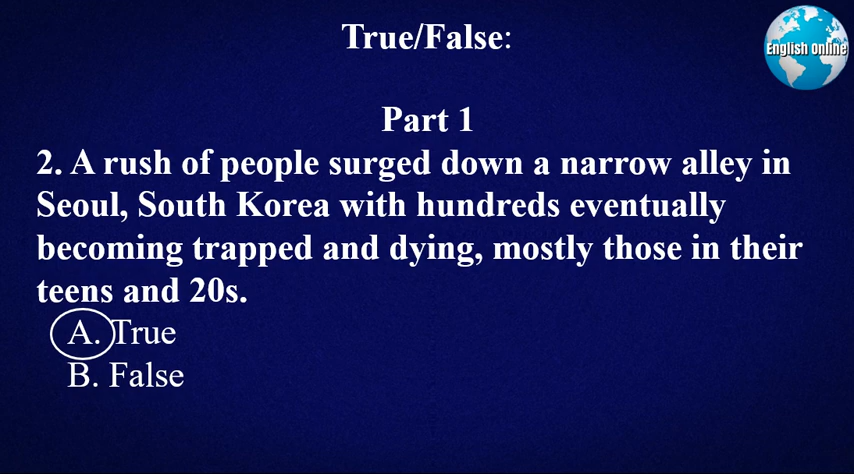 True/False:
English Online
Part 1
2. A rush of people surged down a narrow alley in
Seoul, South Korea with hundreds eventually
becoming trapped and dying, mostly those in their
teens and 20s.
A. True
B. False